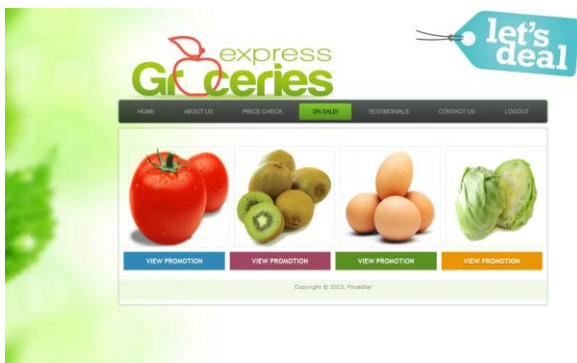 let's
deal
express
Groceries
HOME ABOUT US PRICE CHECK ON SALE! TESTIMONIALS CONTACT US LOGOUT
VIEW PROMOTION VIEW PROMOTION VIEW PROMOTION VIEW PROMOTION
Copyright © 2012, PriceWar